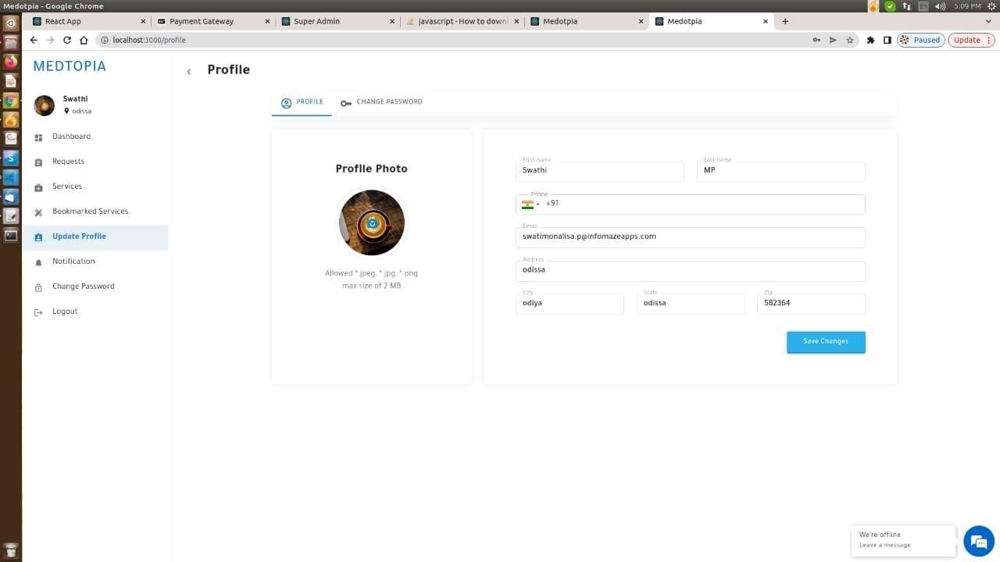 Medotpia - Google Chrome
En
5:09 PM
React App
Payment Gateway
Super Admin
javascript - How to downl
Medotpia
Medotpia
localhost:3000/profile
Paused
Update
MEDTOPIA
Swathi
odissa
Dashboard
Requests
Services
Bookmarked Services
Update Profile
Notification
Change Password
Logout
Profile
PROFILE
CHANGE PASSWORD
Profile Photo
Allowed *.jpeg, *.jpg, *.png
max size of 2 MB
First name
Swathi
Last name
MP
Phone
+91
Email
swatimonalisa.p@infomazeapps.com
Address
odissa
City
odiya
State
odissa
Zip
582364
Save Changes
We're offline
Leave a message